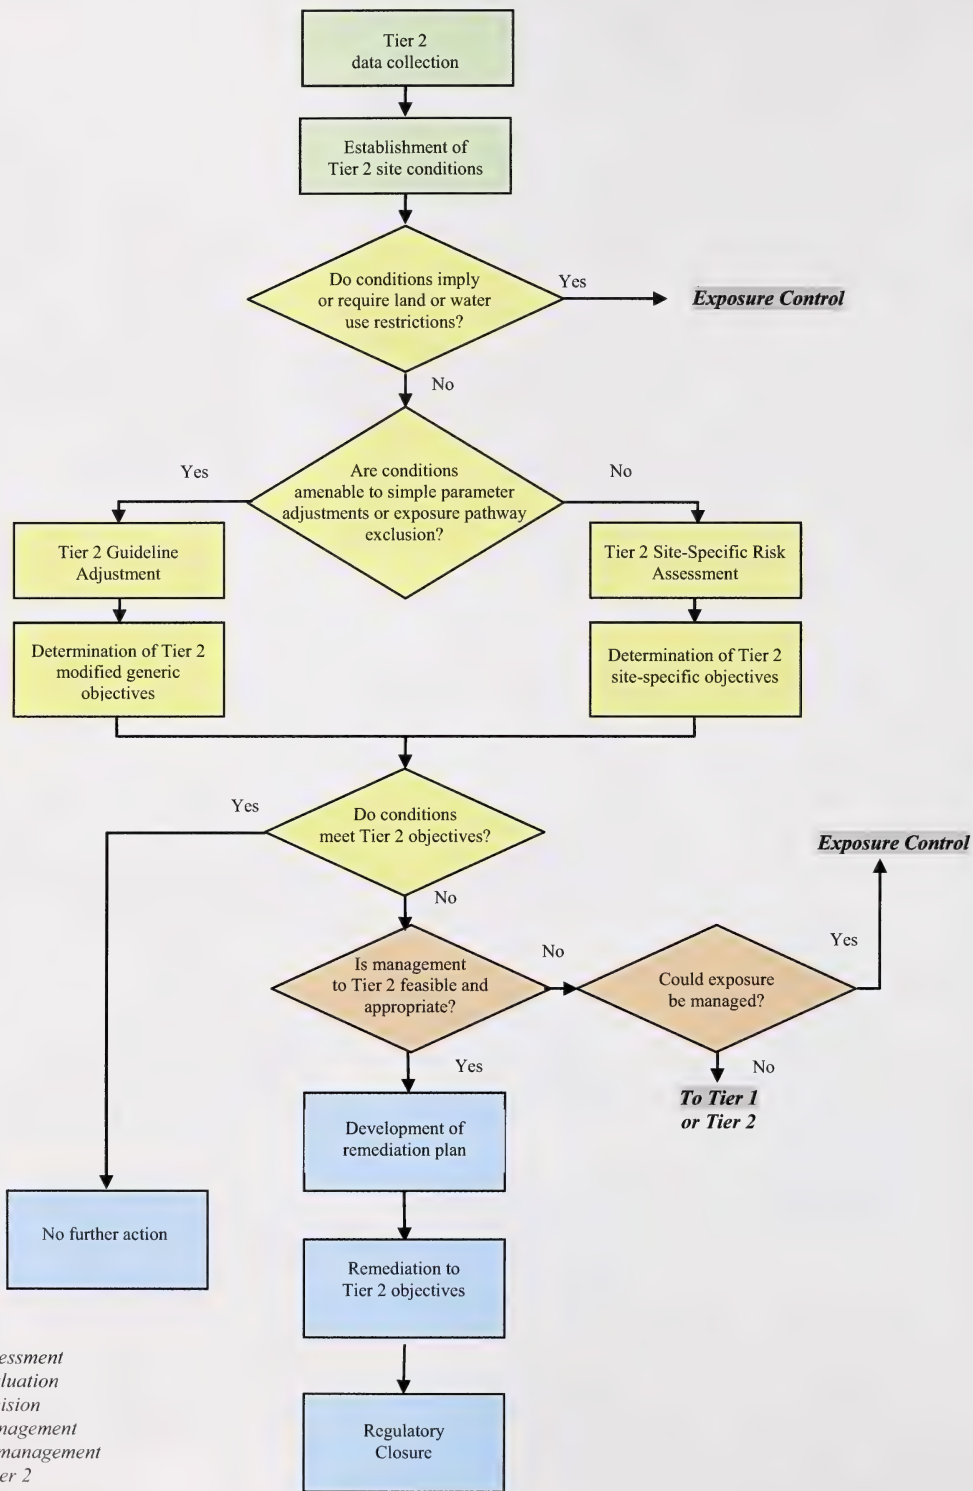 Tier 2
data collection
Establishment of
Tier 2 site conditions
Do conditions imply
or require land or water
use restrictions?
Yes
Exposure Control
No
Are conditions
amenable to simple parameter
adjustments or exposure pathway
exclusion?
Yes
No
Tier 2 Guideline
Adjustment
Tier 2 Site-Specific Risk
Assessment
Determination of Tier 2
modified generic
objectives
Determination of Tier 2
site-specific objectives
Yes
Do conditions
meet Tier 2 objectives?
Exposure Control
No
Is management
to Tier 2 feasible and
appropriate?
No
Could exposure
be managed?
Yes
Yes
No
To Tier 1
or Tier 2
Development of
remediation plan
No further action
Remediation to
Tier 2 objectives
Regulatory
Closure
management